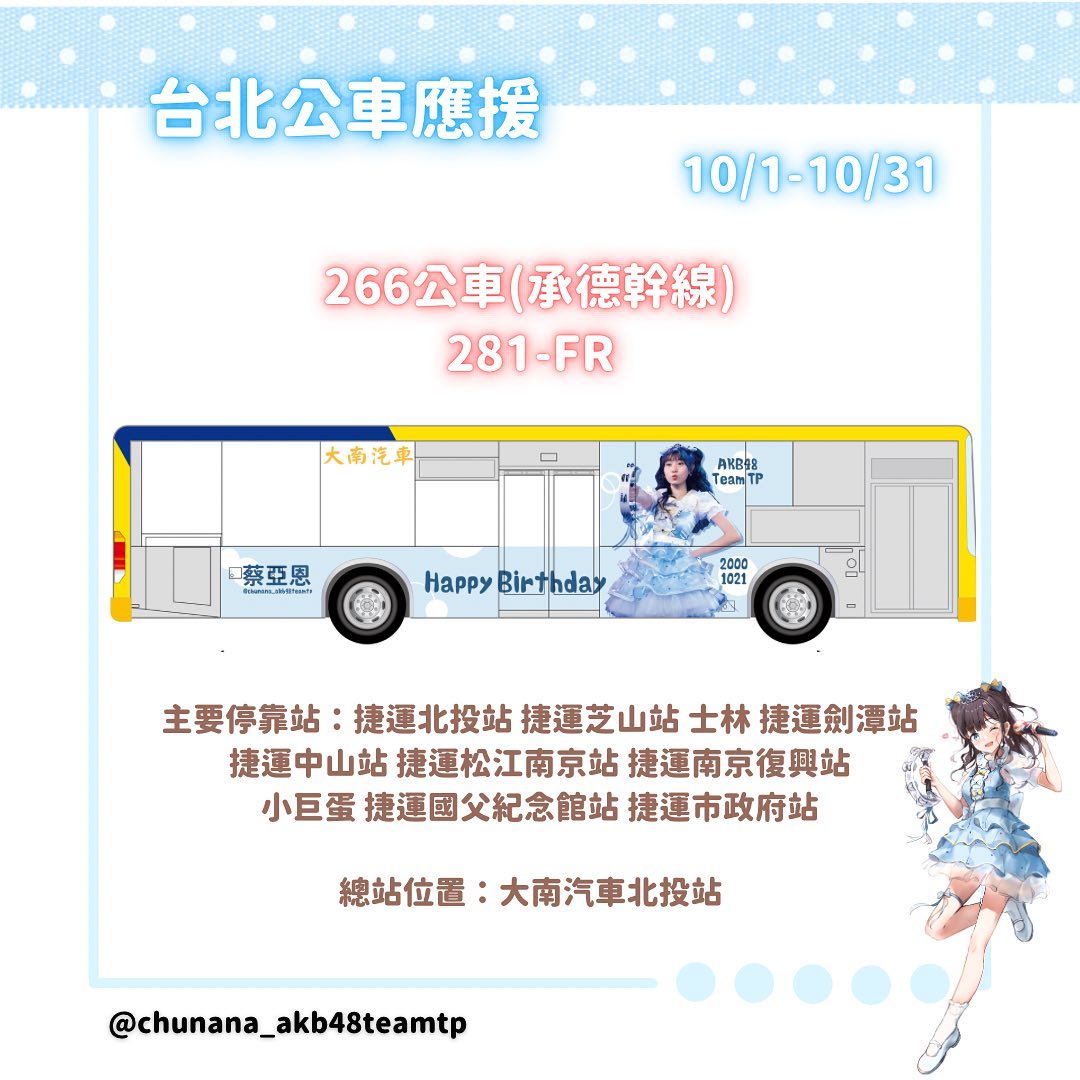 台北公車應援
10/1-10/31
266公車(承德幹線)
281-FR
大南汽車
AKB48
Team TP
蔡亞恩
@chunana_akb48teamtp
Happy Birthday
2000
1021
主要停靠站：捷運北投站 捷運芝山站 士林 捷運劍潭站
捷運中山站 捷運松江南京站 捷運南京復興站
小巨蛋 捷運國父紀念館站 捷運市政府站
總站位置：大南汽車北投站
@chunana_akb48teamtp